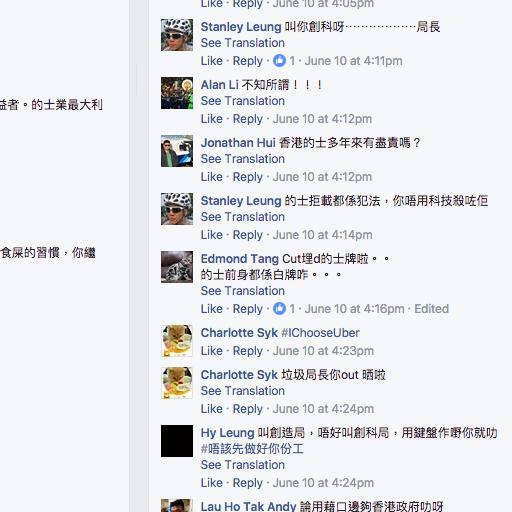 Like · Reply · June 10 at 4:05pm
Stanley Leung 叫你創科呀⋯⋯⋯⋯⋯⋯局長
See Translation
Like · Reply · 1 · June 10 at 4:11pm
Alan Li 不知所謂！！！
See Translation
益者。的士業最大利
Like · Reply · June 10 at 4:12pm
Jonathan Hui 香港的士多年來有盡責嗎？
See Translation
Like · Reply · June 10 at 4:12pm
Stanley Leung 的士拒載都係犯法，你唔用科技殺咗佢
See Translation
Like · Reply · June 10 at 4:14pm
食屎的習慣，你繼
Edmond Tang Cut埋d的士牌啦。。
的士前身都係白牌咋。。。
See Translation
Like · Reply · 1 · June 10 at 4:16pm · Edited
Charlotte Syk #IChooseUber
Like · Reply · June 10 at 4:23pm
Charlotte Syk 垃圾局長你out 晒啦
See Translation
Like · Reply · June 10 at 4:24pm
Hy Leung 叫創造局，唔好叫創科局，用鍵盤作嘢你就叻
#唔該先做好你份工
See Translation
Like · Reply · June 10 at 4:24pm
Lau Ho Tak Andy 論用藉口邊夠香港政府叻呀